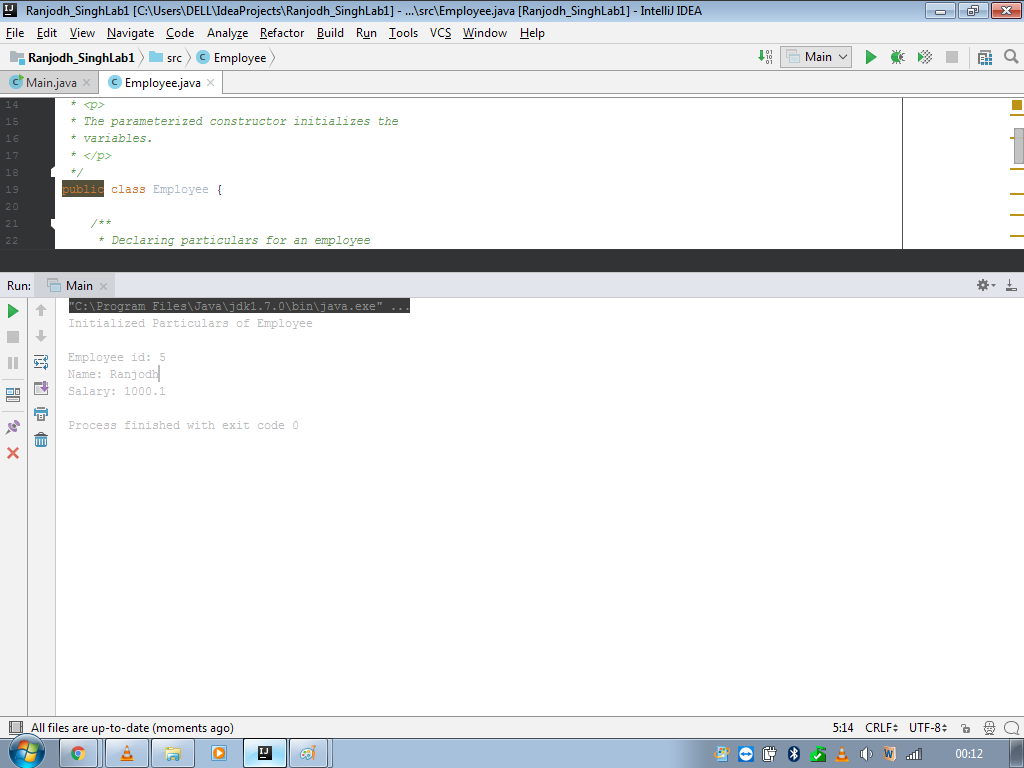 Ranjodh_SinghLab1 [C:\Users\DELL\IdeaProjects\Ranjodh_SinghLab1] - ...\src\Employee.java [Ranjodh_SinghLab1] - IntelliJ IDEA
File Edit View Navigate Code Analyze Refactor Build Run Tools VCS Window Help
Ranjodh_SinghLab1 src Employee Main
Main.java Employee.java
14 * <p>
15 * The parameterized constructor initializes the
16 * variables.
17 * </p>
18 */
19 public class Employee {
20
21 /**
22 * Declaring particulars for an employee
Run: Main
"C:\Program Files\Java\jdk1.7.0\bin\java.exe" ...
Initialized Particulars of Employee
Employee id: 5
Name: Ranjodh
Salary: 1000.1
Process finished with exit code 0
All files are up-to-date (moments ago) 5:14 CRLF UTF-8
00:12